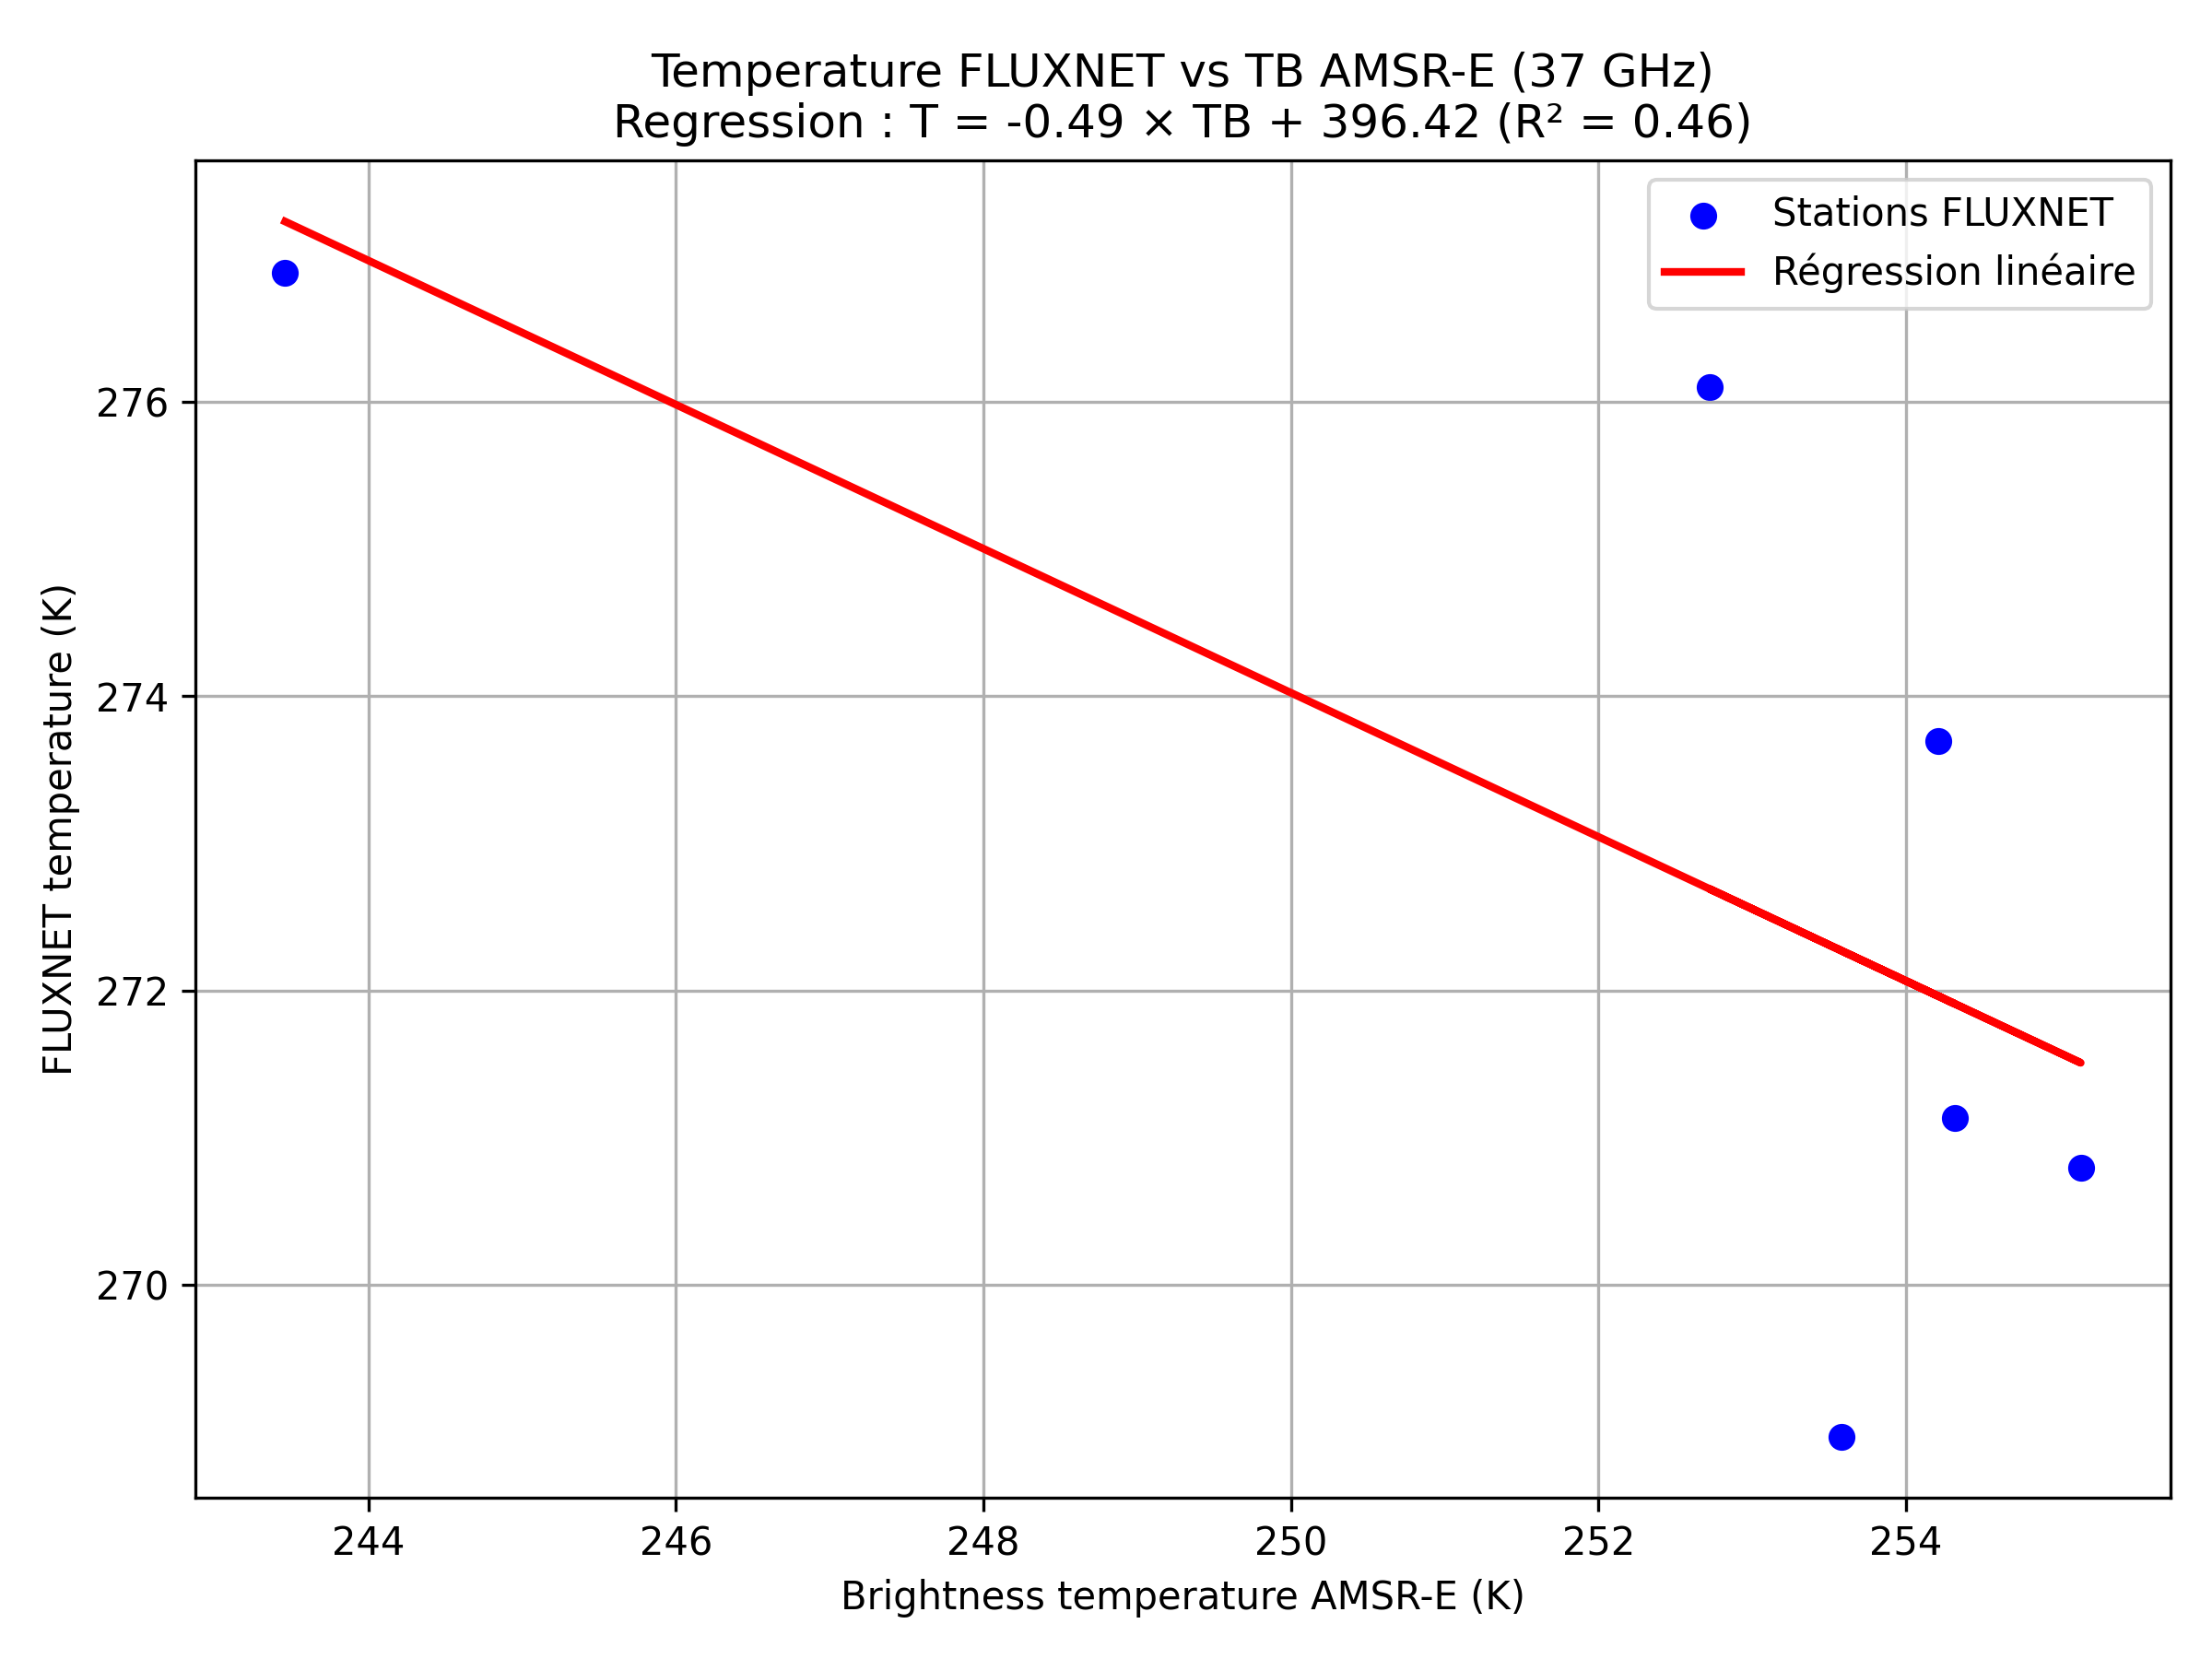 Temperature FLUXNET vs TB AMSR-E (37 GHz)
Regression : T = -0.49 × TB + 396.42 (R² = 0.46)
Stations FLUXNET
Régression linéaire
FLUXNET temperature (K)
276
274
272
270
244 246 248 250 252 254
Brightness temperature AMSR-E (K)